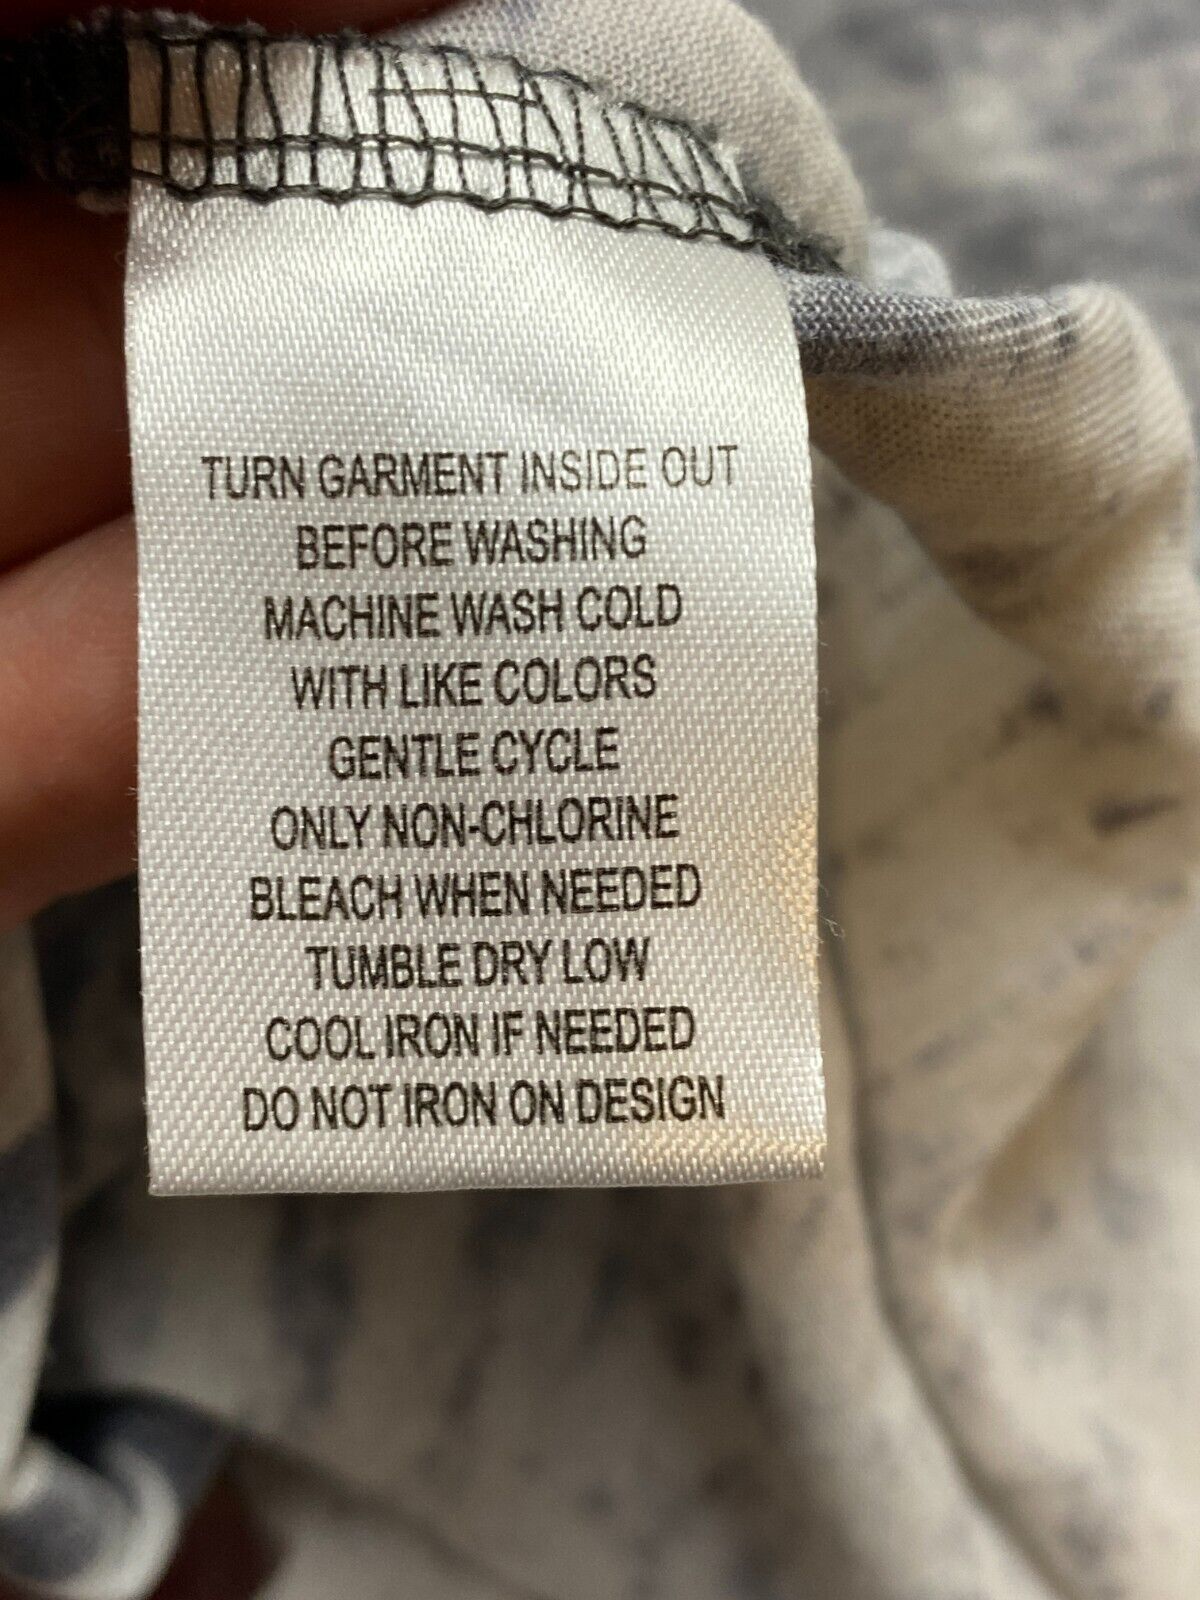 TURN GARMENT INSIDE OUT
BEFORE WASHING
MACHINE WASH COLD
WITH LIKE COLORS
GENTLE CYCLE
ONLY NON-CHLORINE
BLEACH WHEN NEEDED
TUMBLE DRY LOW
COOL IRON IF NEEDED
DO NOT IRON ON DESIGN